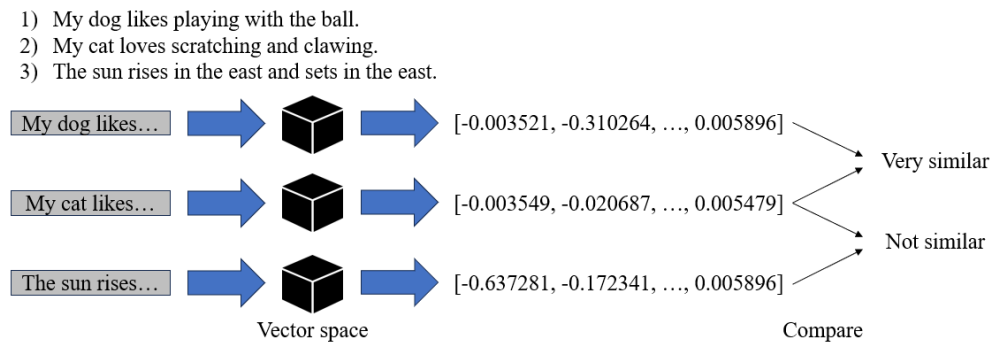 1) My dog likes playing with the ball.
2) My cat loves scratching and clawing.
3) The sun rises in the east and sets in the east.
My dog likes…
[-0.003521, -0.310264, …, 0.005896]
Very similar
My cat likes…
[-0.003549, -0.020687, …, 0.005479]
Not similar
The sun rises…
[-0.637281, -0.172341, …, 0.005896]
Vector space
Compare